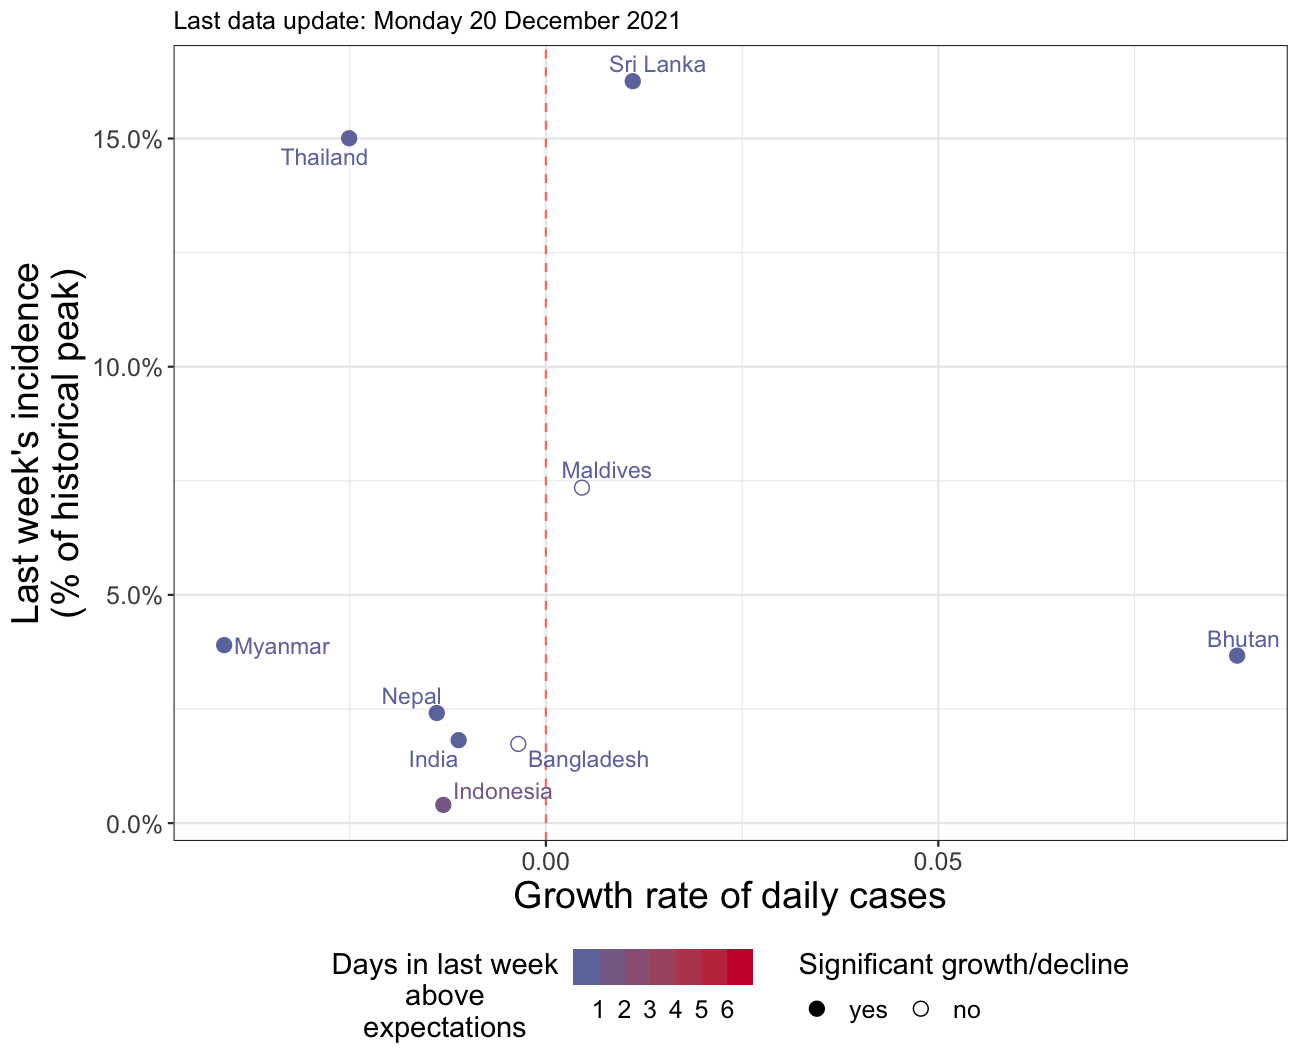 Last data update: Monday 20 December 2021
Sri Lanka
15.0%
Thailand
Last week's incidence
(% of historical peak)
10.0%
Maldives
5.0%
Myanmar
Bhutan
Nepal
India
Bangladesh
Indonesia
0.0%
0.00
0.05
Growth rate of daily cases
Days in last week
above
expectations
1 2 3 4 5 6
Significant growth/decline
yes
no